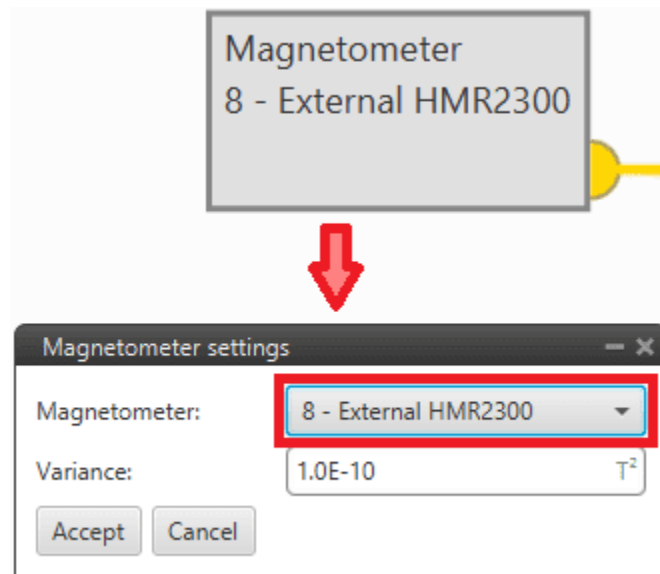 Magnetometer
8 - External HMR2300
Magnetometer settings
Magnetometer: 8 - External HMR2300
Variance: 1.0E-10 T²
Accept Cancel